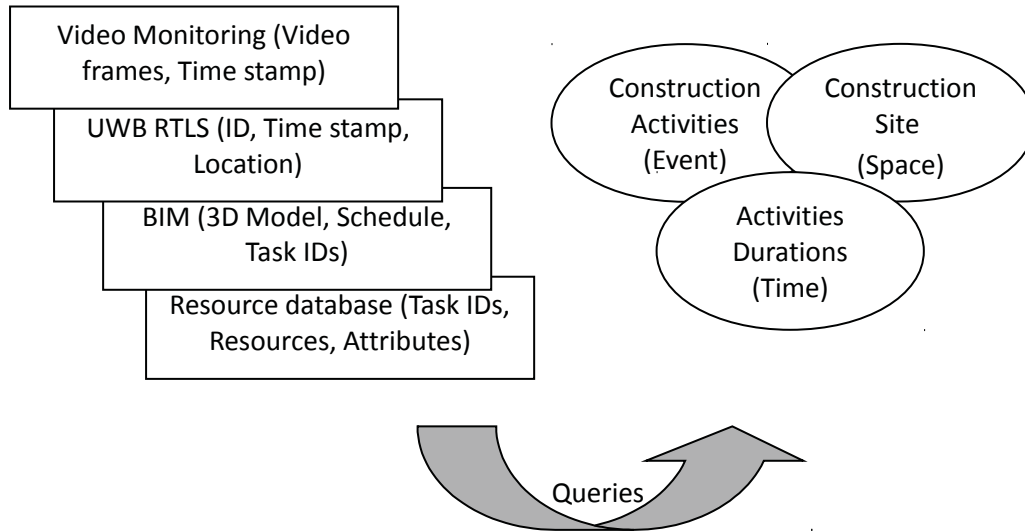 Video Monitoring (Video
frames, Time stamp)
UWB RTLS (ID, Time stamp,
Location)
BIM (3D Model, Schedule,
Task IDs)
Resource database (Task IDs,
Resources, Attributes)
Construction
Activities
(Event)
Construction
Site
(Space)
Activities
Durations
(Time)
Queries